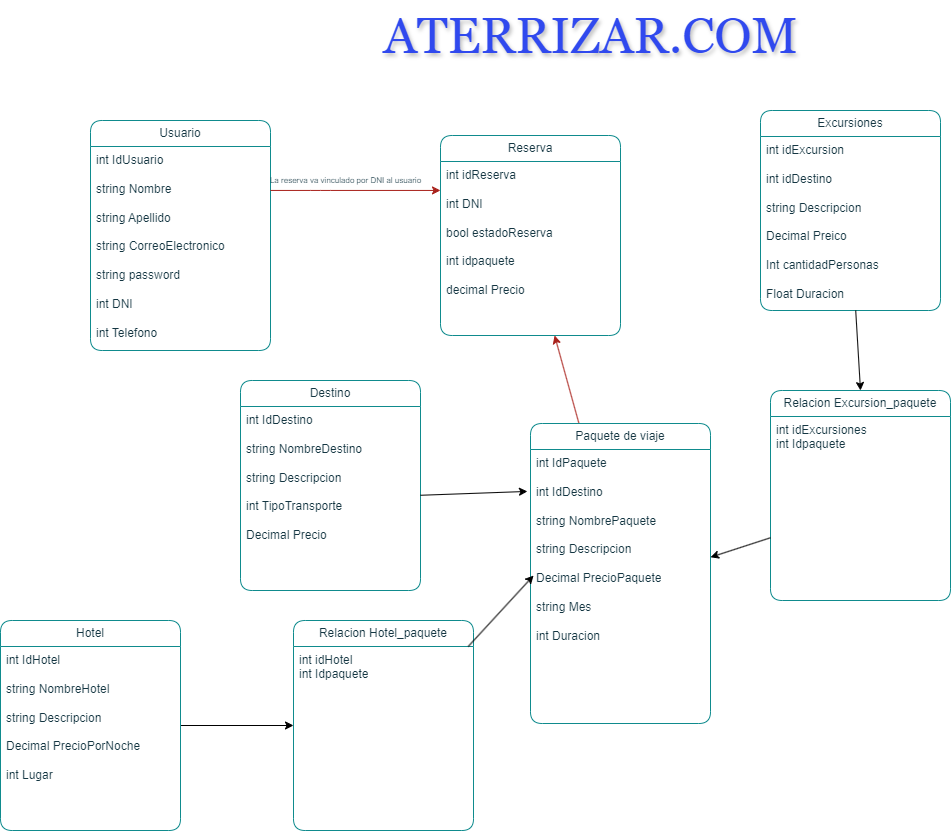 ATERRIZAR.COM
Usuario
int IdUsuario
string Nombre
string Apellido
string CorreoElectronico
string password
int DNI
int Telefono
La reserva va vinculado por DNI al usuario
Reserva
int idReserva
int DNI
bool estadoReserva
int idpaquete
decimal Precio
Excursiones
int idExcursion
int idDestino
string Descripcion
Decimal Preico
Int cantidadPersonas
Float Duracion
Destino
int IdDestino
string NombreDestino
string Descripcion
int TipoTransporte
Decimal Precio
Paquete de viaje
int IdPaquete
int IdDestino
string NombrePaquete
string Descripcion
Decimal PrecioPaquete
string Mes
int Duracion
Relacion Excursion_paquete
int idExcursiones
int Idpaquete
Hotel
int IdHotel
string NombreHotel
string Descripcion
Decimal PrecioPorNoche
int Lugar
Relacion Hotel_paquete
int idHotel
int Idpaquete